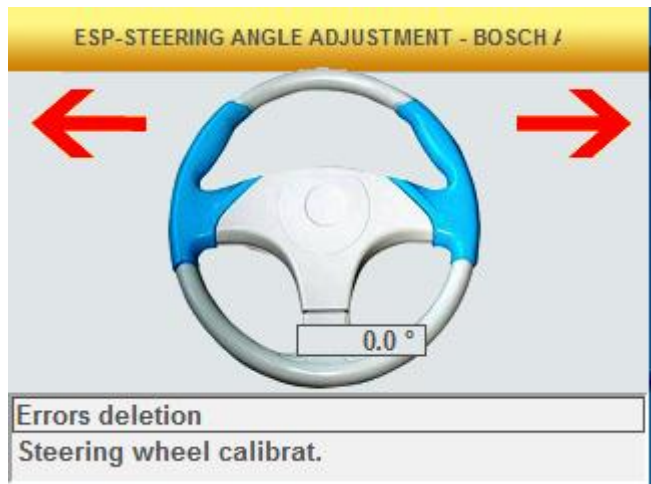 ESP-STEERING ANGLE ADJUSTMENT - BOSCH
0.0 °
Errors deletion
Steering wheel calibrat.